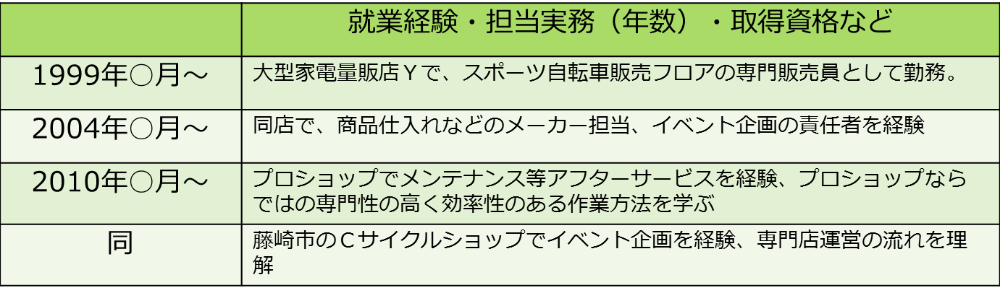 就業経験・担当実務（年数）・取得資格など
1999年○月～
大型家電量販店Ｙで、スポーツ自転車販売フロアの専門販売員として勤務。
2004年○月～
同店で、商品仕入れなどのメーカー担当、イベント企画の責任者を経験
2010年○月～
プロショップでメンテナンス等アフターサービスを経験、プロショップなら
ではの専門性の高く効率性のある作業方法を学ぶ
同
藤崎市のＣサイクルショップでイベント企画を経験、専門店運営の流れを理
解